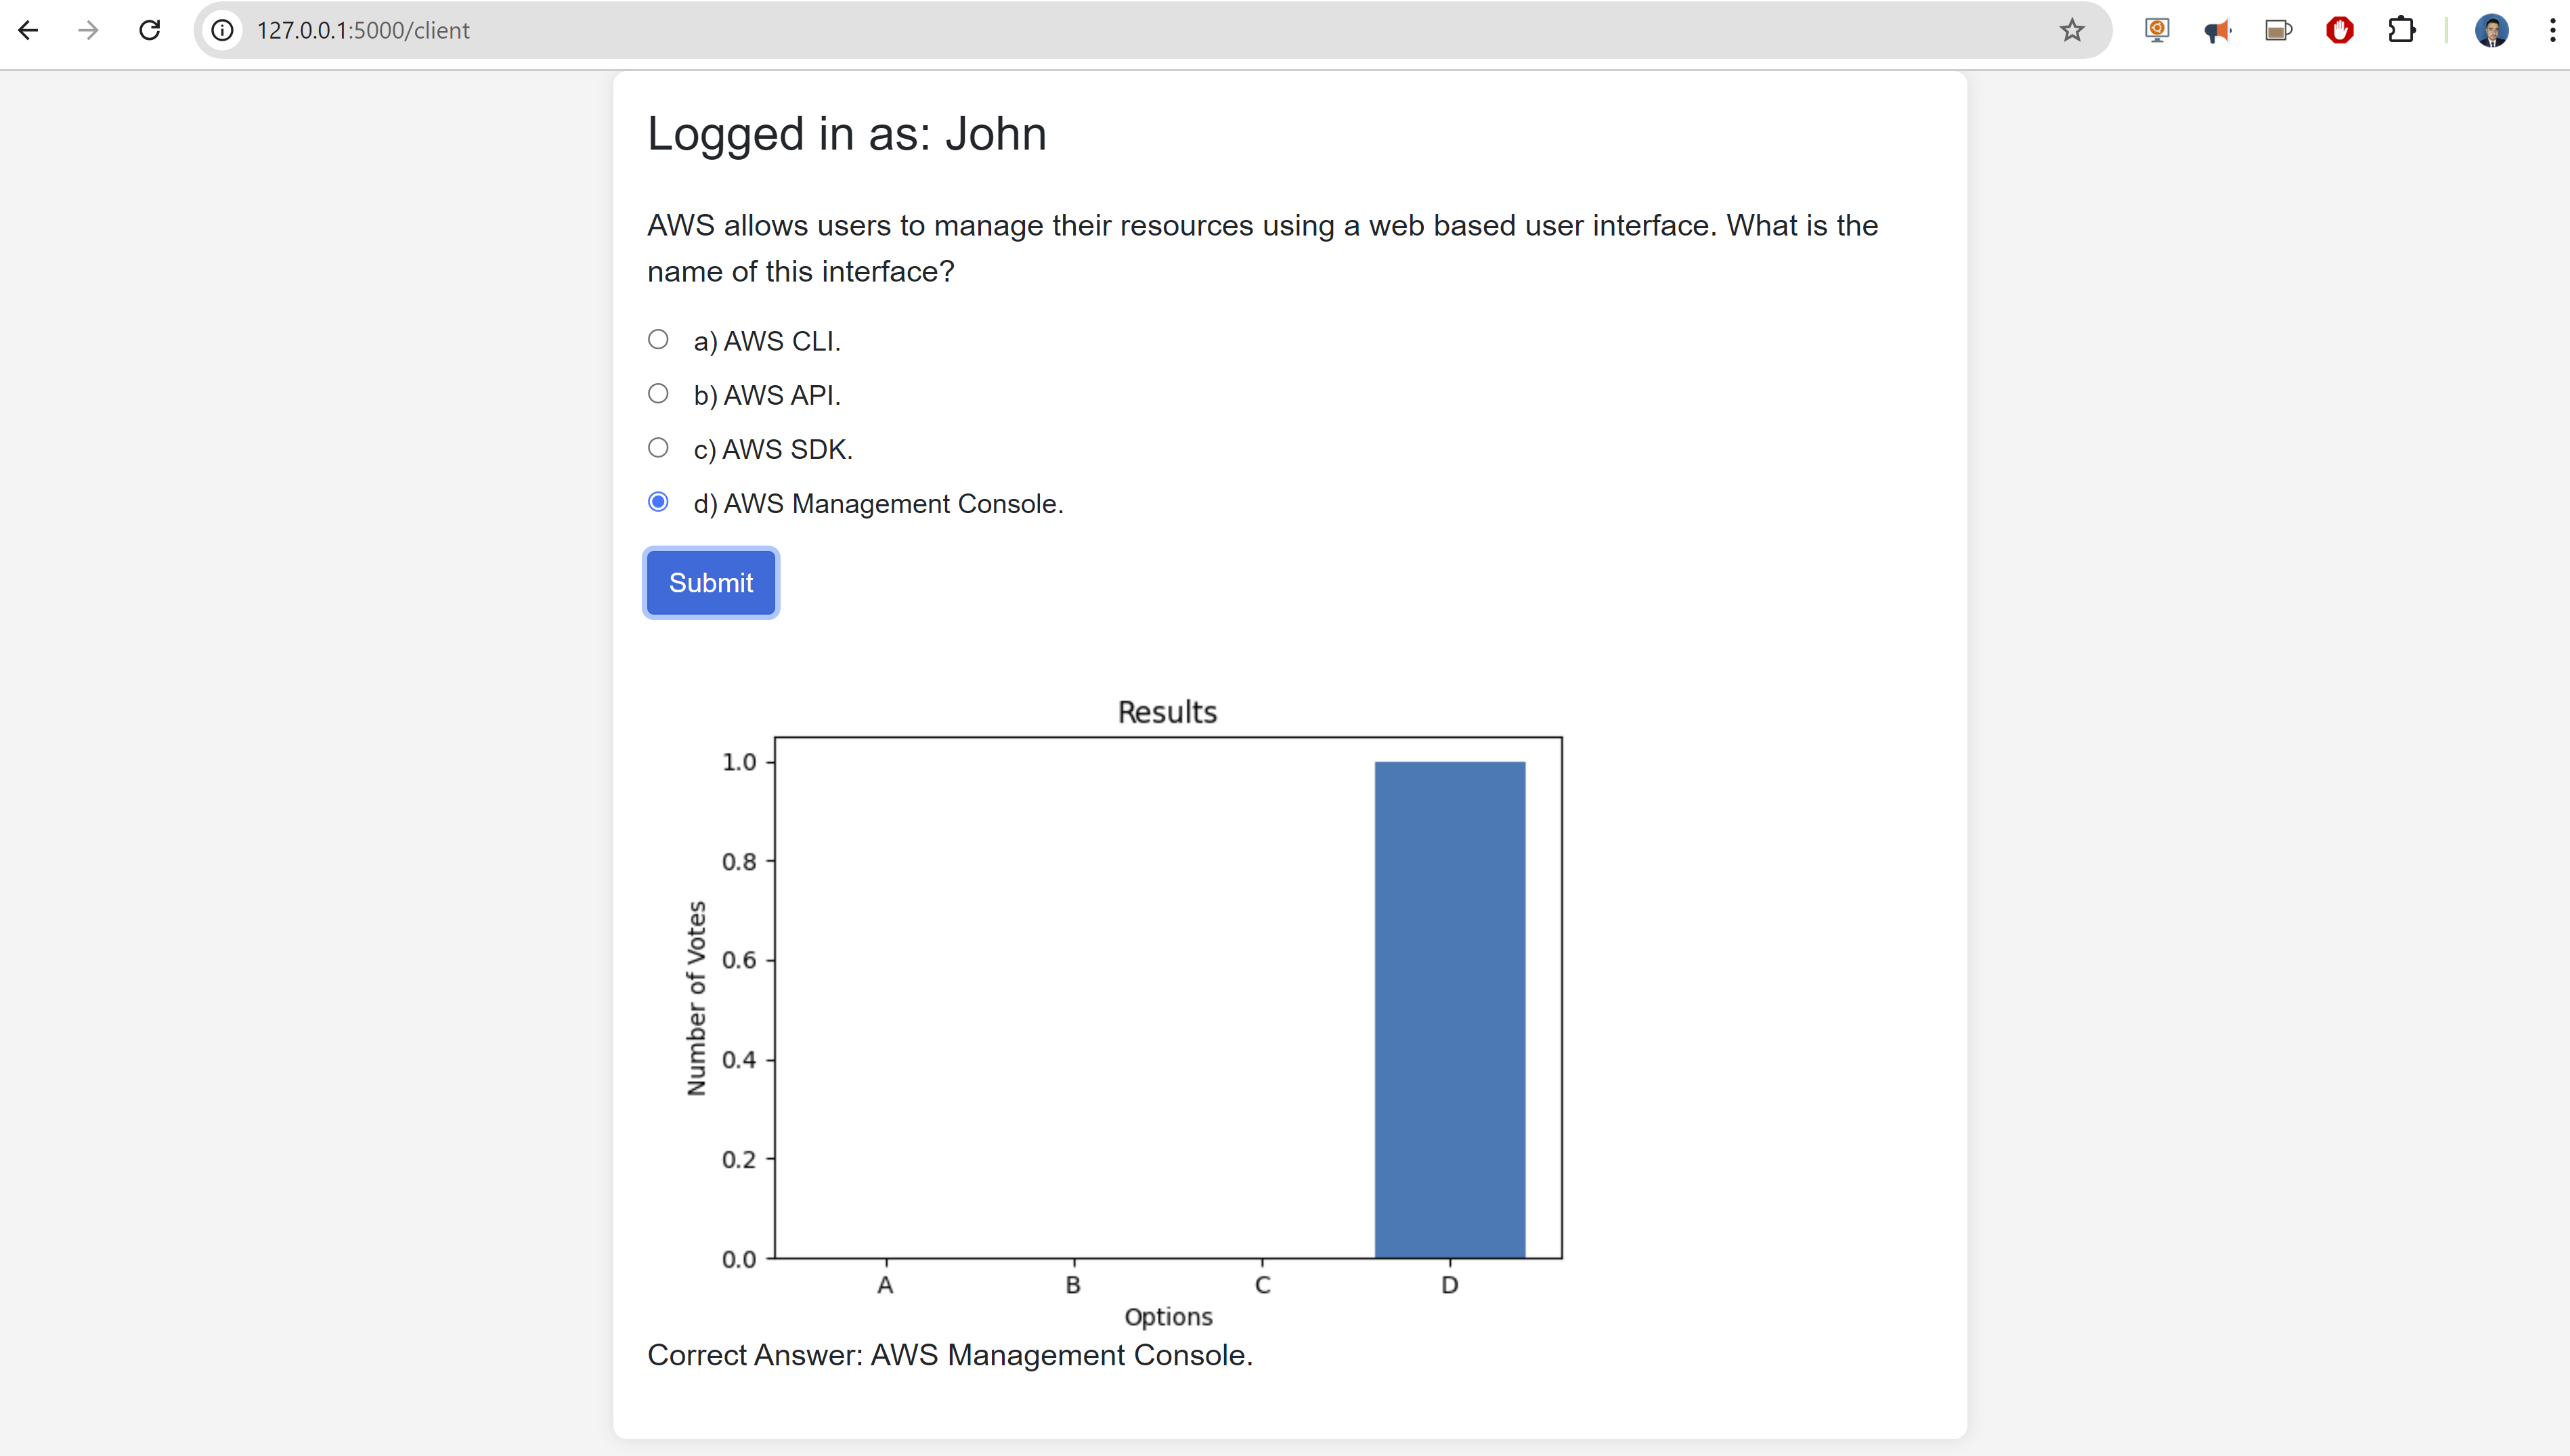 127.0.0.1:5000/client
Logged in as: John
AWS allows users to manage their resources using a web based user interface. What is the
name of this interface?
a) AWS CLI.
b) AWS API.
c) AWS SDK.
d) AWS Management Console.
Submit
Results
1.0
0.8
0.6
0.4
0.2
0.0
Number of Votes
A B C D
Options
Correct Answer: AWS Management Console.